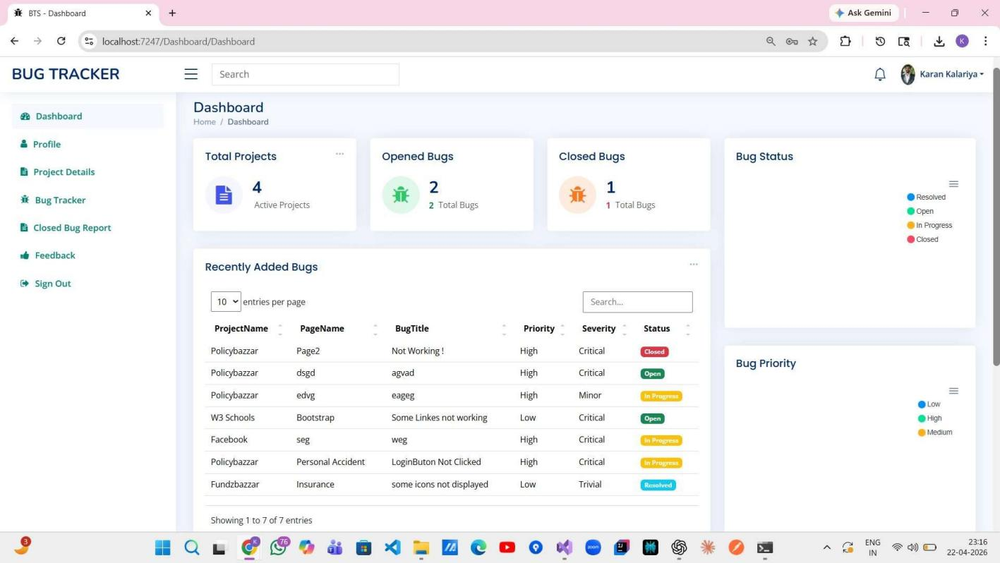 BTS - Dashboard
Ask Gemini
localhost:7247/Dashboard/Dashboard
K
BUG TRACKER
Search
Karan Kalariya
Dashboard
Profile
Project Details
Bug Tracker
Closed Bug Report
Feedback
Sign Out
Dashboard
Home / Dashboard
Total Projects
4
Active Projects
Opened Bugs
2
2 Total Bugs
Closed Bugs
1
1 Total Bugs
Bug Status
Resolved
Open
In Progress
Closed
Recently Added Bugs
10 entries per page
Search...
ProjectName PageName BugTitle Priority Severity Status
Policybazzar Page2 Not Working ! High Critical Closed
Policybazzar dsgd agvad High Critical Open
Policybazzar edvg eageg High Minor In Progress
W3 Schools Bootstrap Some Linkes not working Low Critical Open
Facebook seg weg High Critical In Progress
Policybazzar Personal Accident LoginButon Not Clicked High Critical In Progress
Fundzbazzar Insurance some icons not displayed Low Trivial Resolved
Showing 1 to 7 of 7 entries
Bug Priority
Low
High
Medium
3
K
76
zoom
ENG
IN
23:16
22-04-2026